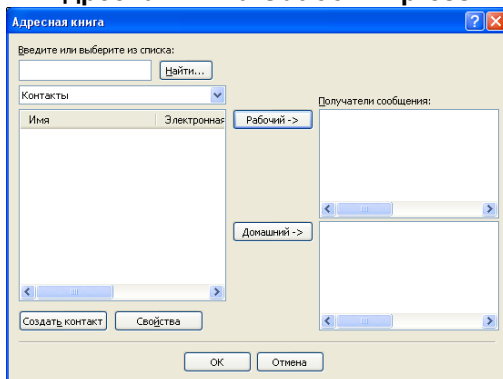 Адресная книга
Введите или выберите из списка:
Найти...
Контакты
Имя Электронная
Рабочий ->
Получатели сообщения:
Домашний ->
Создать контакт
Свойства
ОК
Отмена